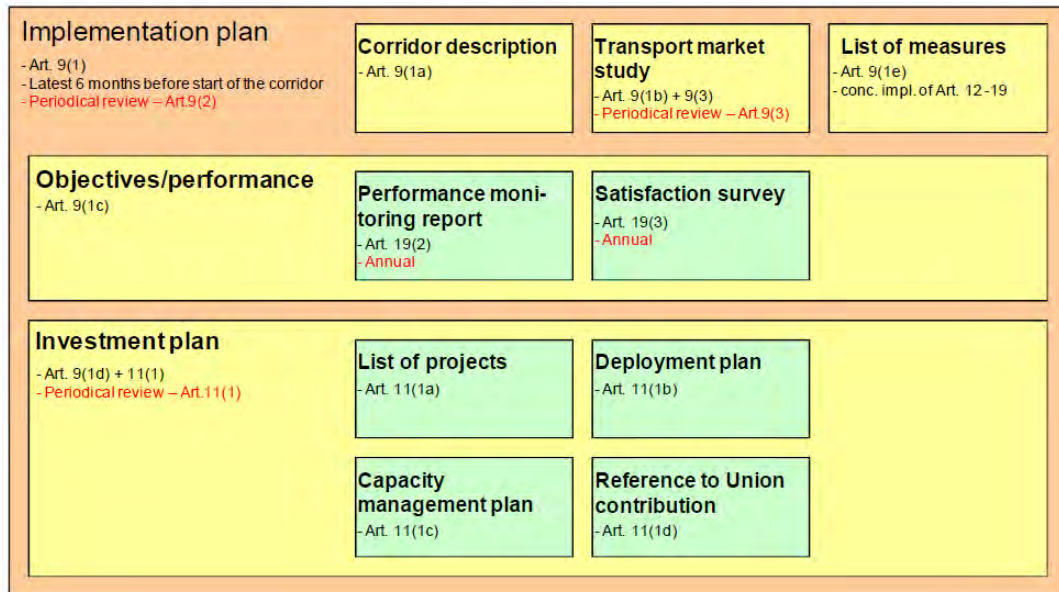 Implementation plan
- Art. 9(1)
- Latest 6 months before start of the corridor
- Periodical review – Art.9(2)
Corridor description
- Art. 9(1a)
Transport market
study
- Art. 9(1b) + 9(3)
- Periodical review – Art.9(3)
List of measures
- Art. 9(1e)
- conc. impl. of Art. 12 -19
Objectives/performance
- Art. 9(1c)
Performance moni-
toring report
- Art. 19(2)
- Annual
Satisfaction survey
- Art. 19(3)
- Annual
Investment plan
- Art. 9(1d) + 11(1)
- Periodical review – Art.11(1)
List of projects
- Art. 11(1a)
Deployment plan
- Art. 11(1b)
Capacity
management plan
- Art. 11(1c)
Reference to Union
contribution
- Art. 11(1d)